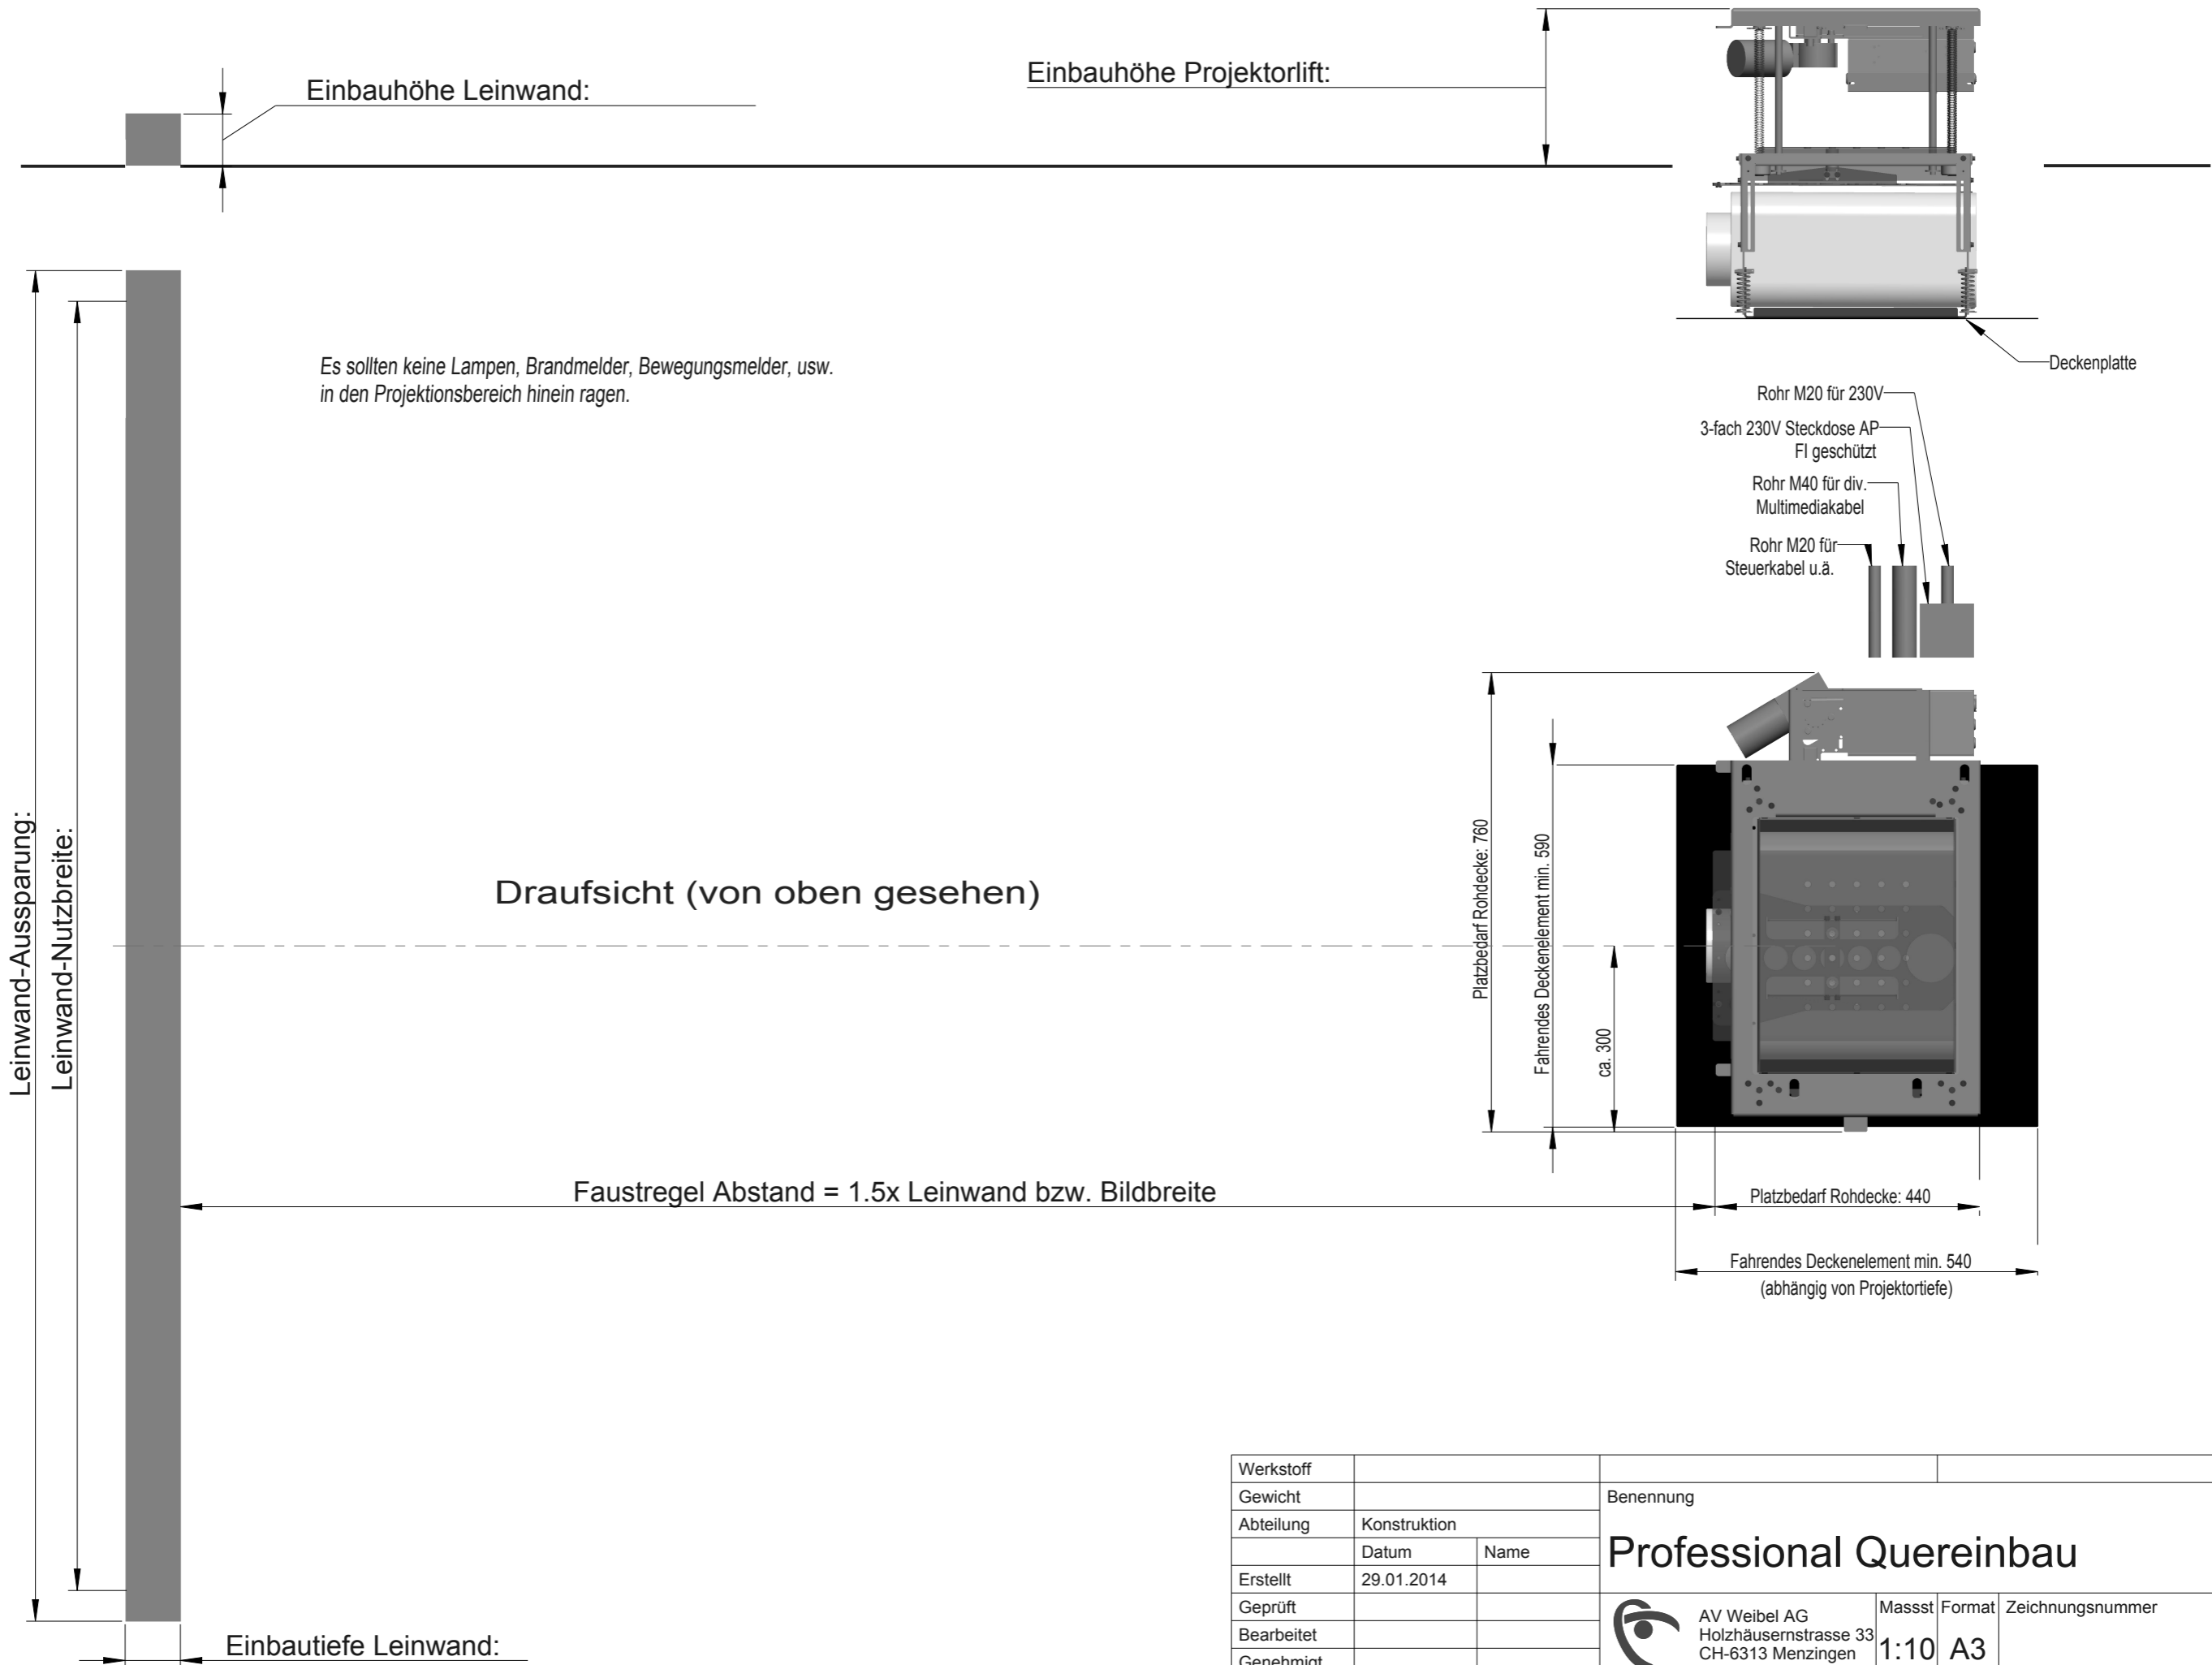 Einbauhöhe Leinwand:
Einbauhöhe Projektorlift:
Es sollten keine Lampen, Brandmelder, Bewegungsmelder, usw.
in den Projektionsbereich hinein ragen.
Deckenplatte
Rohr M20 für 230V
3-fach 230V Steckdose AP
FI geschützt
Rohr M40 für div.
Multimediakabel
Rohr M20 für
Steuerkabel u.ä.
Leinwand-Aussparung:
Leinwand-Nutzbreite:
Draufsicht (von oben gesehen)
Platzbedarf Rohdecke: 760
Fahrendes Deckenelement min. 590
ca. 300
Faustregel Abstand = 1.5x Leinwand bzw. Bildbreite
Platzbedarf Rohdecke: 440
Fahrendes Deckenelement min. 540
(abhängig von Projektortiefe)
Einbautiefe Leinwand:
Werkstoff
Gewicht
Abteilung Konstruktion
Datum Name
Erstellt 29.01.2014
Geprüft
Bearbeitet
Genehmigt
Benennung
Professional Quereinbau
AV Weibel AG
Holzhäusernstrasse 33
CH-6313 Menzingen
Massst Format Zeichnungsnummer
1:10 A3